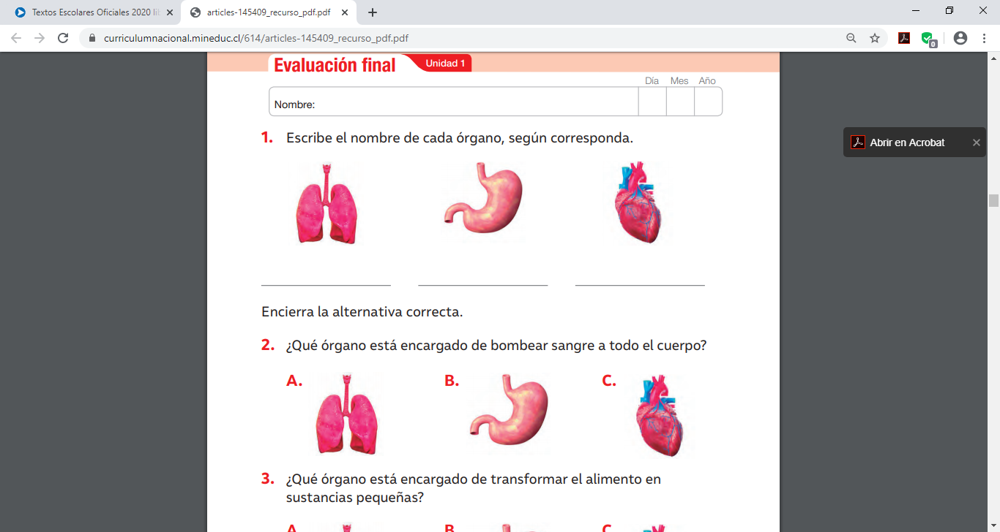 Textos Escolares Oficiales 2020 li
articles-145409_recurso_pdf.pdf
curriculumnacional.mineduc.cl/614/articles-145409_recurso_pdf.pdf
0
Evaluación final
Unidad 1
Día Mes Año
Nombre:
Abrir en Acrobat
1. Escribe el nombre de cada órgano, según corresponda.
Encierra la alternativa correcta.
2. ¿Qué órgano está encargado de bombear sangre a todo el cuerpo?
A. B. C.
3. ¿Qué órgano está encargado de transformar el alimento en
sustancias pequeñas?
A. B. C.